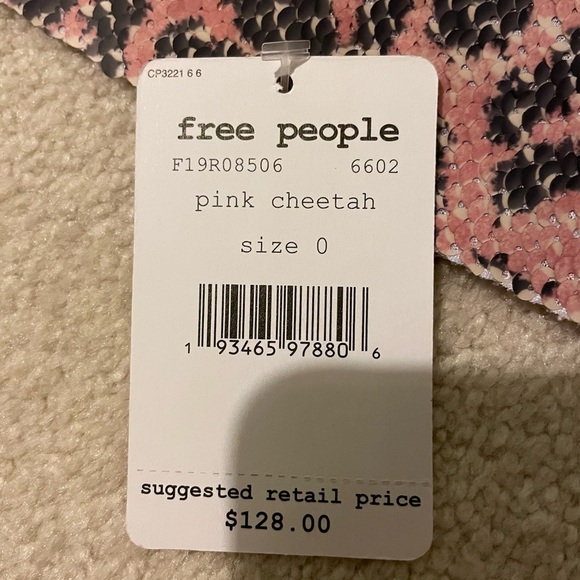 CP3221 6 6
free people
F19R08506 6602
pink cheetah
size 0
1 93465 97880 6
suggested retail price
$128.00